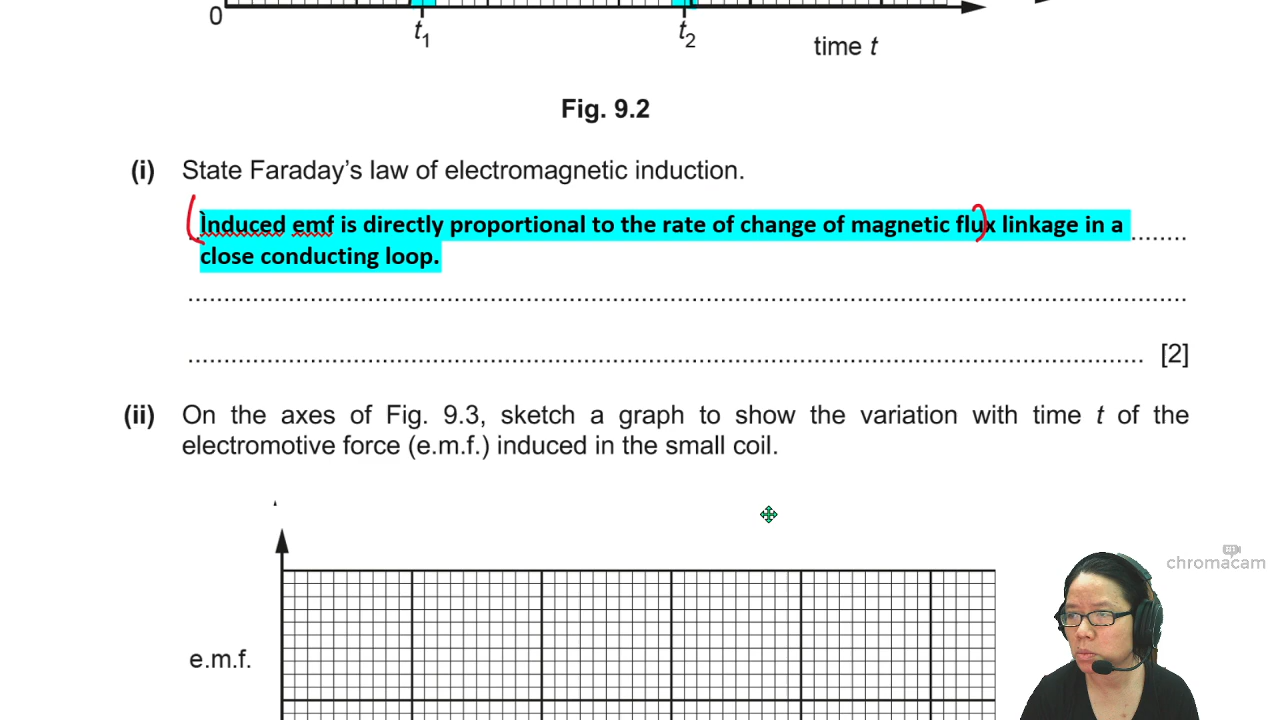 0
t1
t2
time t
Fig. 9.2
(i) State Faraday’s law of electromagnetic induction.
Induced emf is directly proportional to the rate of change of magnetic flux linkage in a
close conducting loop.
[2]
(ii) On the axes of Fig. 9.3, sketch a graph to show the variation with time t of the
electromotive force (e.m.f.) induced in the small coil.
chromacam
e.m.f.